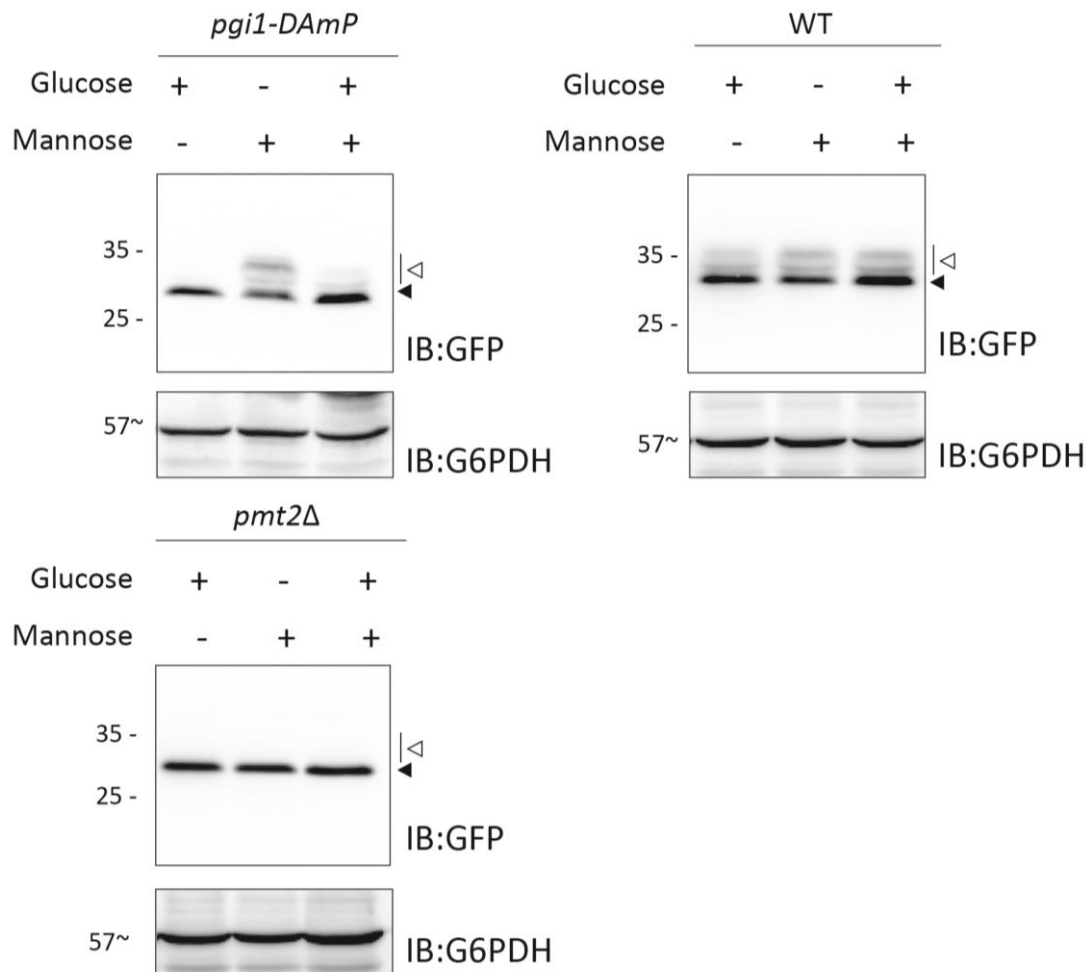 pgi1-DAmP
Glucose + - +
Mannose - + +
35 -
25 -
IB:GFP
57~
IB:G6PDH
WT
Glucose + - +
Mannose - + +
35 -
25 -
IB:GFP
57~
IB:G6PDH
pmt2Δ
Glucose + - +
Mannose - + +
35 -
25 -
IB:GFP
57~
IB:G6PDH